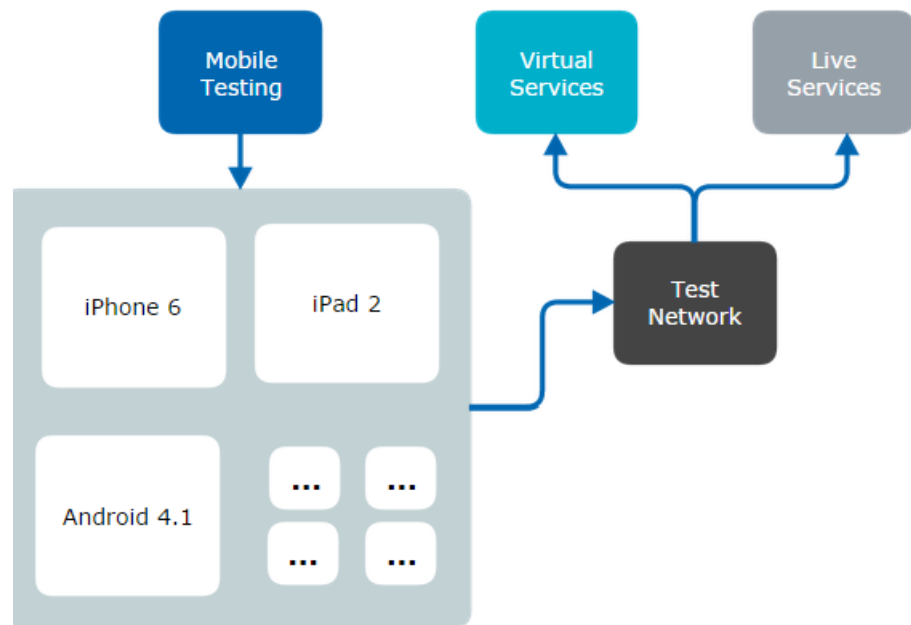 Mobile
Testing
Virtual
Services
Live
Services
iPhone 6
iPad 2
Test
Network
Android 4.1
...
...
...
...